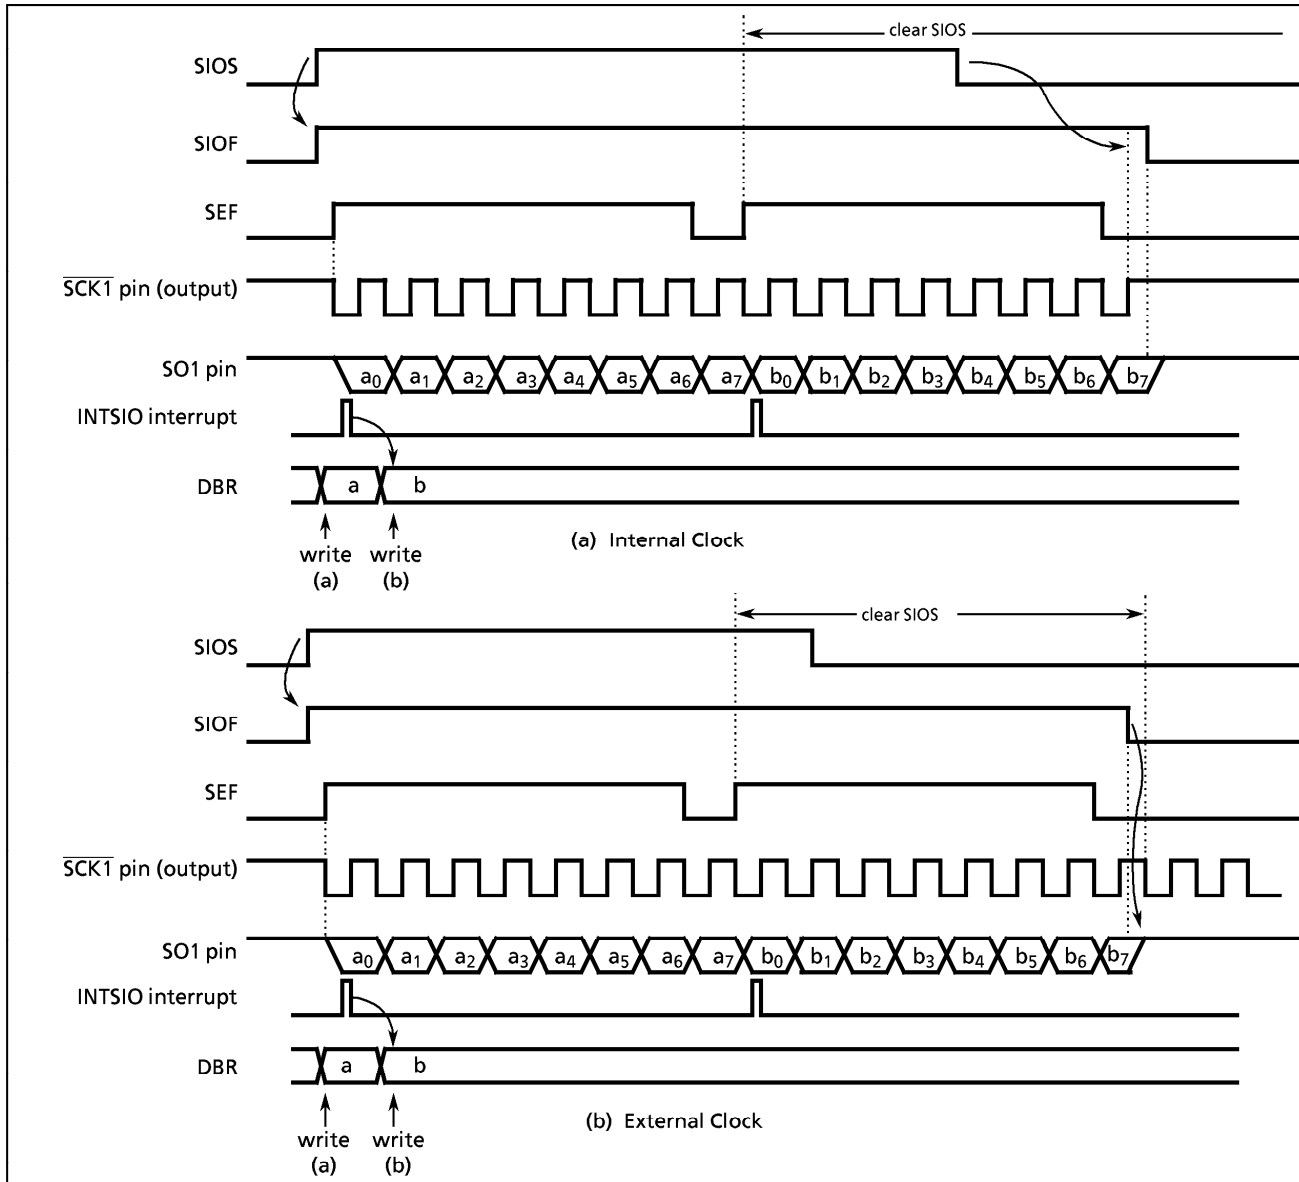 clear SIOS
SIOS
SIOF
SEF
SCK1 pin (output)
SO1 pin
a0 a1 a2 a3 a4 a5 a6 a7 b0 b1 b2 b3 b4 b5 b6 b7
INTSIO interrupt
DBR
a b
write (a)
write (b)
(a) Internal Clock
clear SIOS
SIOS
SIOF
SEF
SCK1 pin (output)
SO1 pin
a0 a1 a2 a3 a4 a5 a6 a7 b0 b1 b2 b3 b4 b5 b6 b7
INTSIO interrupt
DBR
a b
write (a)
write (b)
(b) External Clock